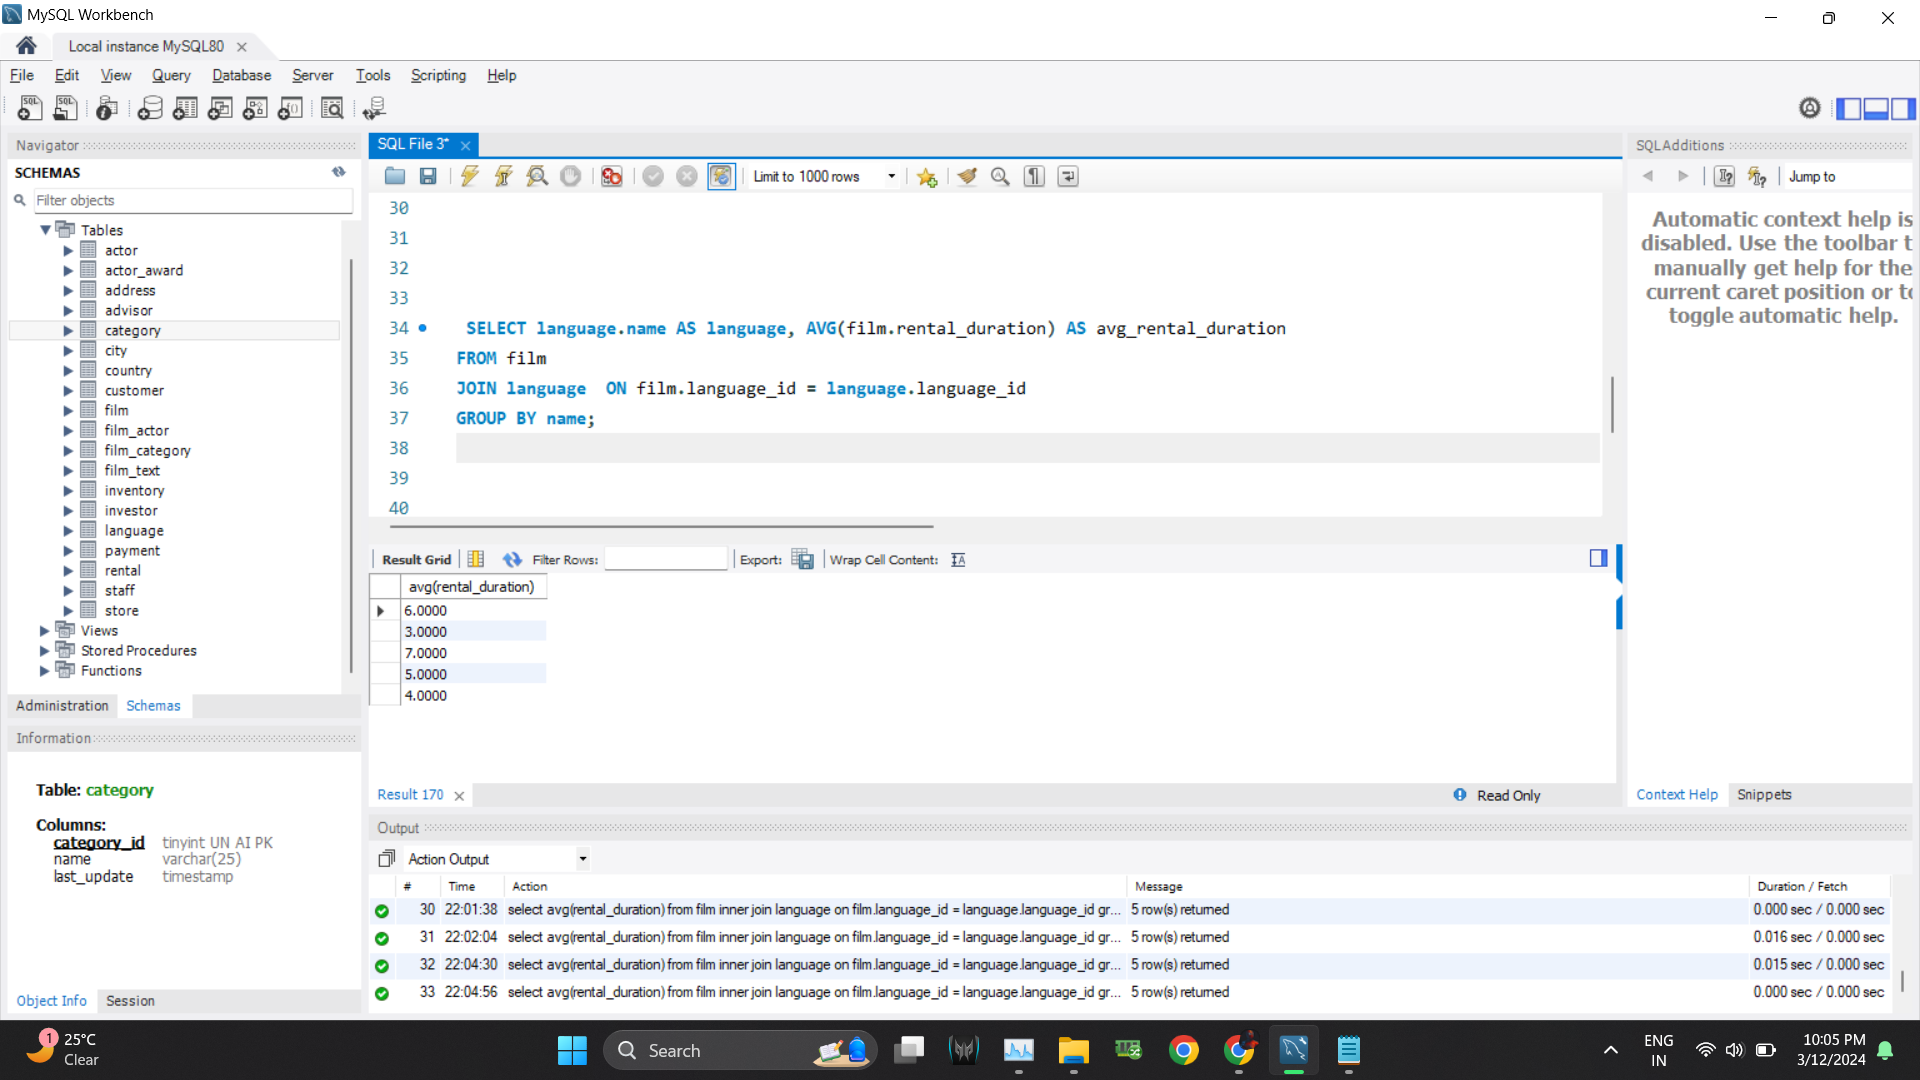 MySQL Workbench
Local instance MySQL80
File Edit View Query Database Server Tools Scripting Help
Navigator
SCHEMAS
Filter objects
Tables
actor
actor_award
address
advisor
category
city
country
customer
film
film_actor
film_category
film_text
inventory
investor
language
payment
rental
staff
store
Views
Stored Procedures
Functions
Administration Schemas
Information
Table: category
Columns:
category_id tinyint UN AI PK
name varchar(25)
last_update timestamp
Object Info Session
SQL File 3*
Limit to 1000 rows
30
31
32
33
34 SELECT language.name AS language, AVG(film.rental_duration) AS avg_rental_duration
35 FROM film
36 JOIN language ON film.language_id = language.language_id
37 GROUP BY name;
38
39
40
Result Grid Filter Rows: Export: Wrap Cell Content:
avg(rental_duration)
6.0000
3.0000
7.0000
5.0000
4.0000
Result 170
Read Only
SQLAdditions
Jump to
Automatic context help is
disabled. Use the toolbar t
manually get help for the
current caret position or to
toggle automatic help.
Context Help Snippets
Output
Action Output
# Time Action Message Duration / Fetch
30 22:01:38 select avg(rental_duration) from film inner join language on film.language_id = language.language_id gr... 5 row(s) returned 0.000 sec / 0.000 sec
31 22:02:04 select avg(rental_duration) from film inner join language on film.language_id = language.language_id gr... 5 row(s) returned 0.016 sec / 0.000 sec
32 22:04:30 select avg(rental_duration) from film inner join language on film.language_id = language.language_id gr... 5 row(s) returned 0.015 sec / 0.000 sec
33 22:04:56 select avg(rental_duration) from film inner join language on film.language_id = language.language_id gr... 5 row(s) returned 0.000 sec / 0.000 sec
1
25°C
Clear
Search
ENG
IN
10:05 PM
3/12/2024